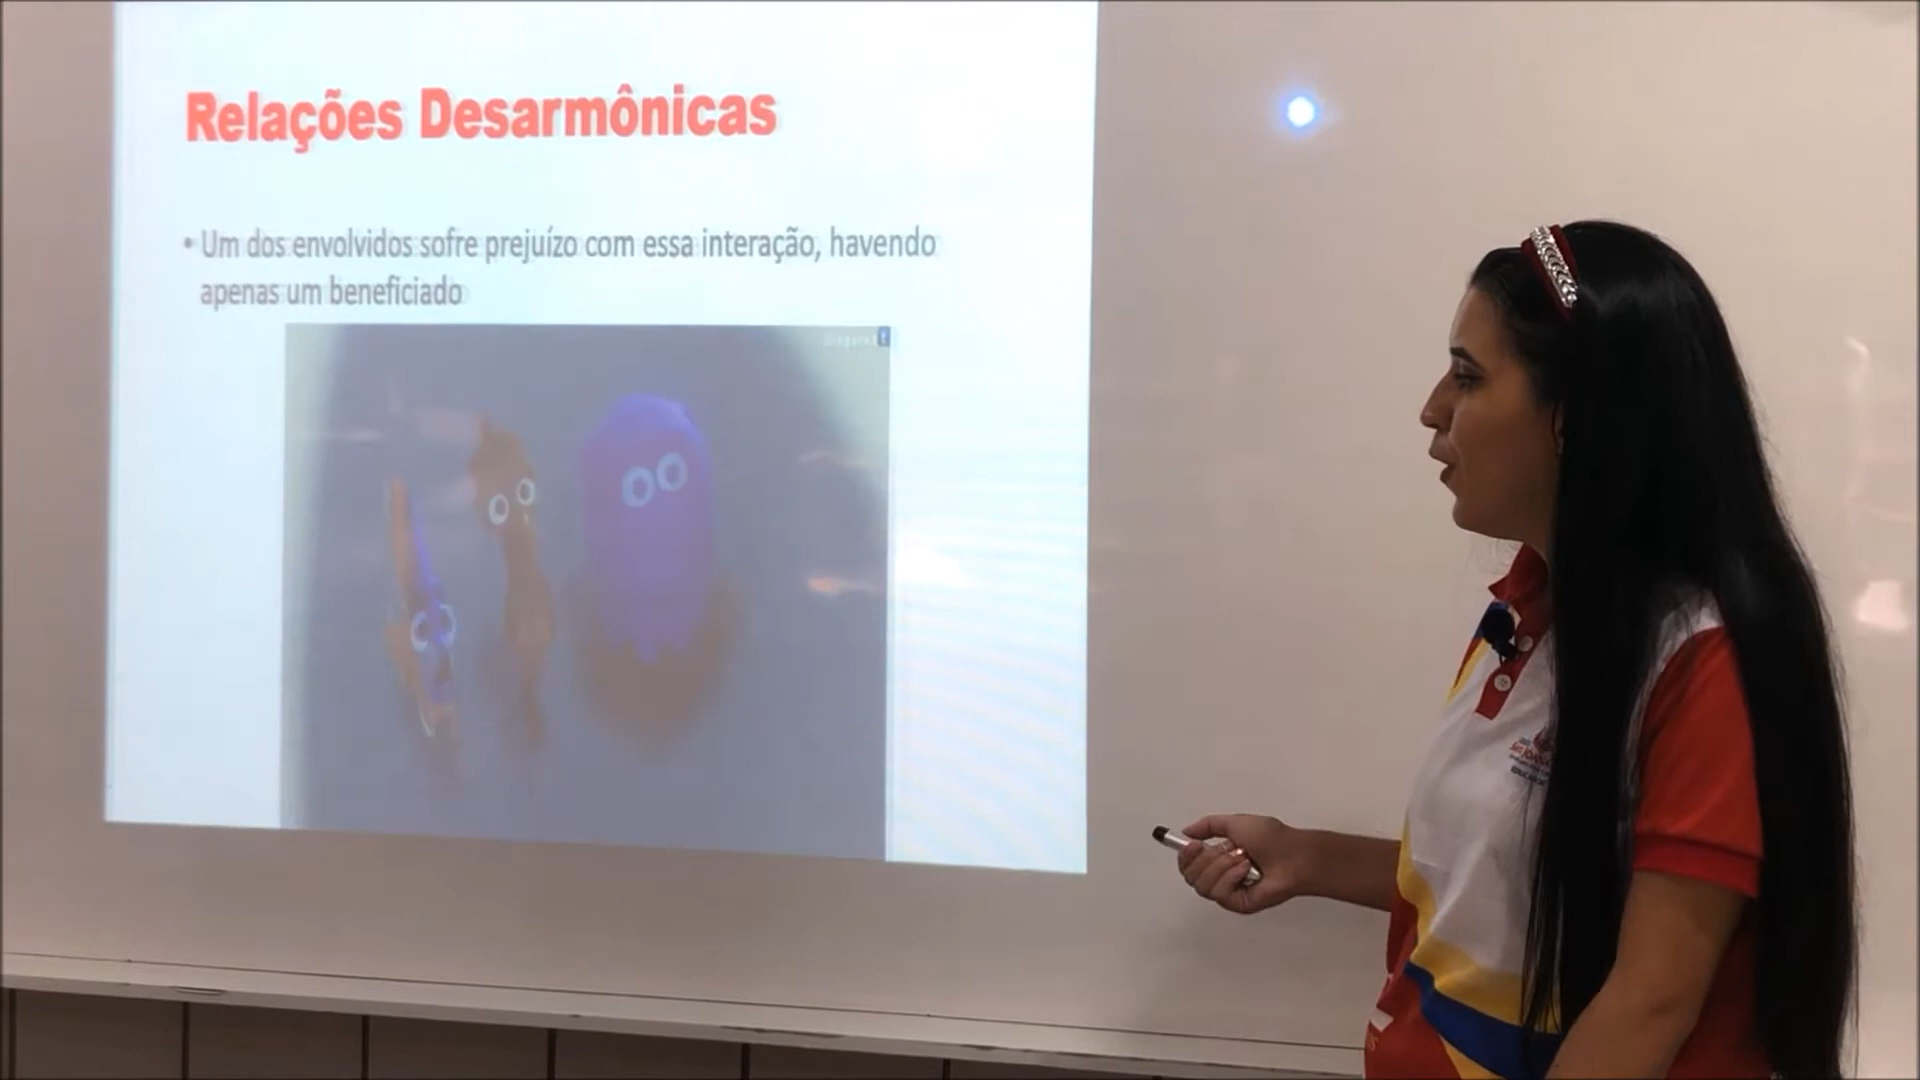 Relações Desarmônicas
• Um dos envolvidos sofre prejuízo com essa interação, havendo
apenas um beneficiado